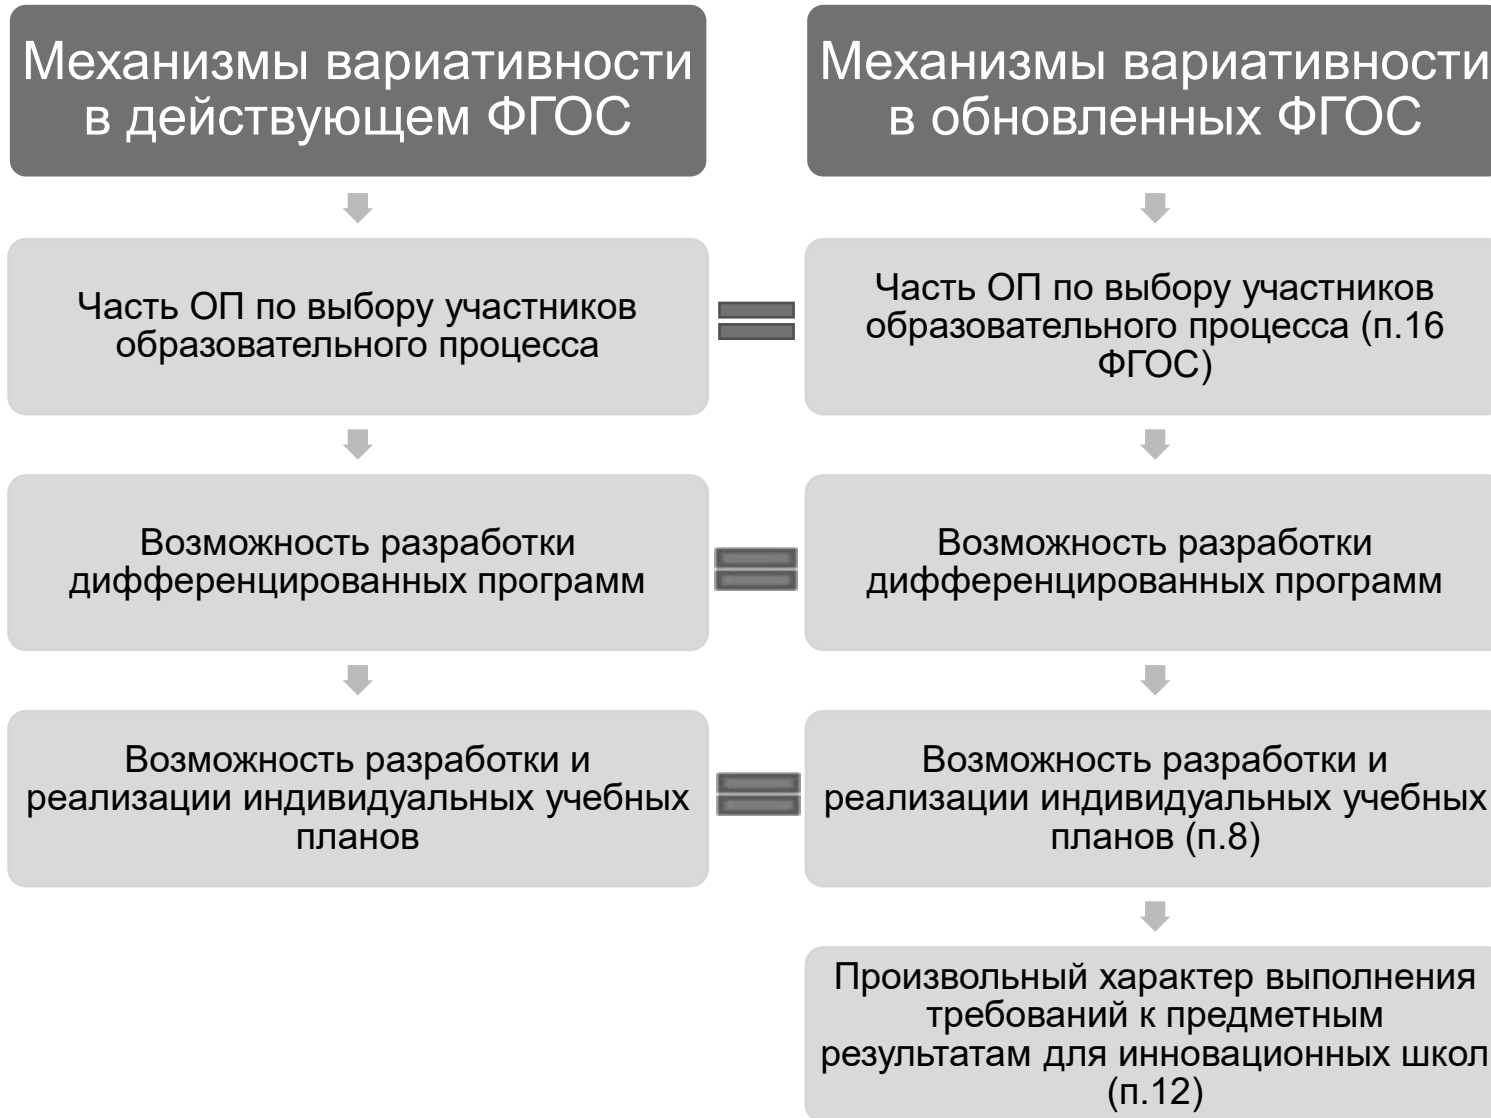 Механизмы вариативности
в действующем ФГОС
Часть ОП по выбору участников
образовательного процесса
Возможность разработки
дифференцированных программ
Возможность разработки и
реализации индивидуальных учебных
планов
Механизмы вариативности
в обновленных ФГОС
Часть ОП по выбору участников
образовательного процесса (п.16
ФГОС)
Возможность разработки
дифференцированных программ
Возможность разработки и
реализации индивидуальных учебных
планов (п.8)
Произвольный характер выполнения
требований к предметным
результатам для инновационных школ
(п.12)